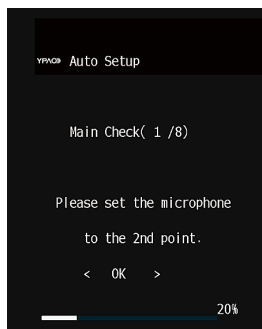 YPAO Auto Setup
Main Check( 1 /8)
Please set the microphone
to the 2nd point.
< OK >
20%